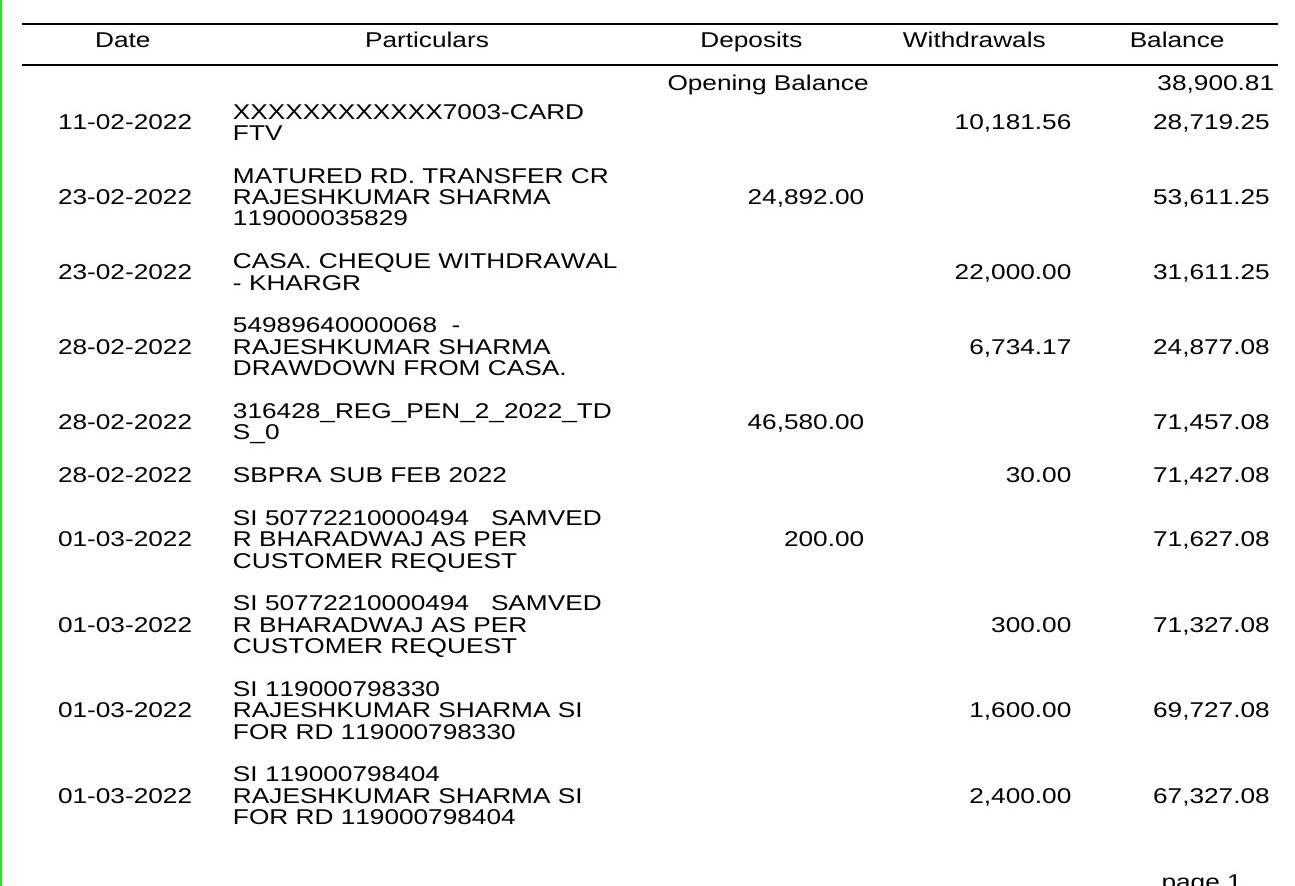 Date Particulars Deposits Withdrawals Balance
Opening Balance 38,900.81
XXXXXXXXXXXX7003-CARD
11-02-2022 10,181.56 28,719.25
FTV
MATURED RD. TRANSFER CR
23-02-2022 RAJESHKUMAR SHARMA 24,892.00 53,611.25
119000035829
CASA. CHEQUE WITHDRAWAL
23-02-2022 22,000.00 31,611.25
- KHARGR
54989640000068  -
28-02-2022 RAJESHKUMAR SHARMA 6,734.17 24,877.08
DRAWDOWN FROM CASA.
316428_REG_PEN_2_2022_TD
28-02-2022 46,580.00 71,457.08
S_0
28-02-2022 SBPRA SUB FEB 2022 30.00 71,427.08
SI 50772210000494   SAMVED
01-03-2022 R BHARADWAJ AS PER 200.00 71,627.08
CUSTOMER REQUEST
SI 50772210000494   SAMVED
01-03-2022 R BHARADWAJ AS PER 300.00 71,327.08
CUSTOMER REQUEST
SI 119000798330
01-03-2022 RAJESHKUMAR SHARMA SI 1,600.00 69,727.08
FOR RD 119000798330
SI 119000798404
01-03-2022 RAJESHKUMAR SHARMA SI 2,400.00 67,327.08
FOR RD 119000798404
page 1